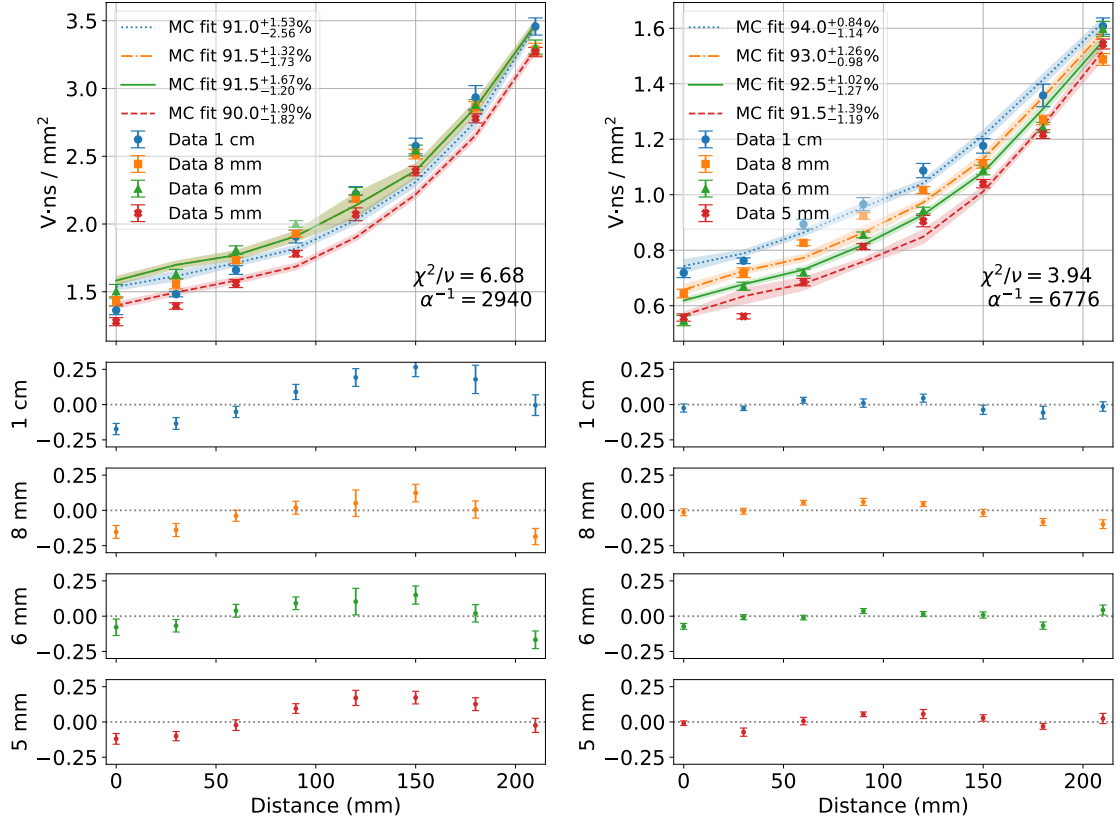 3.5
3.0
2.5
2.0
1.5
V·ns / mm²
MC fit 91.0 +1.53 −2.56 %
MC fit 91.5 +1.32 −1.73 %
MC fit 91.5 +1.67 −1.20 %
MC fit 90.0 +1.90 −1.82 %
Data 1 cm
Data 8 mm
Data 6 mm
Data 5 mm
χ²/ν = 6.68
α⁻¹ = 2940
0.25
0.00
−0.25
1 cm
0.25
0.00
−0.25
8 mm
0.25
0.00
−0.25
6 mm
0.25
0.00
−0.25
5 mm
0 50 100 150 200
Distance (mm)
1.6
1.4
1.2
1.0
0.8
0.6
V·ns / mm²
MC fit 94.0 +0.84 −1.14 %
MC fit 93.0 +1.26 −0.98 %
MC fit 92.5 +1.02 −1.27 %
MC fit 91.5 +1.39 −1.19 %
Data 1 cm
Data 8 mm
Data 6 mm
Data 5 mm
χ²/ν = 3.94
α⁻¹ = 6776
0.25
0.00
−0.25
1 cm
0.25
0.00
−0.25
8 mm
0.25
0.00
−0.25
6 mm
0.25
0.00
−0.25
5 mm
0 50 100 150 200
Distance (mm)